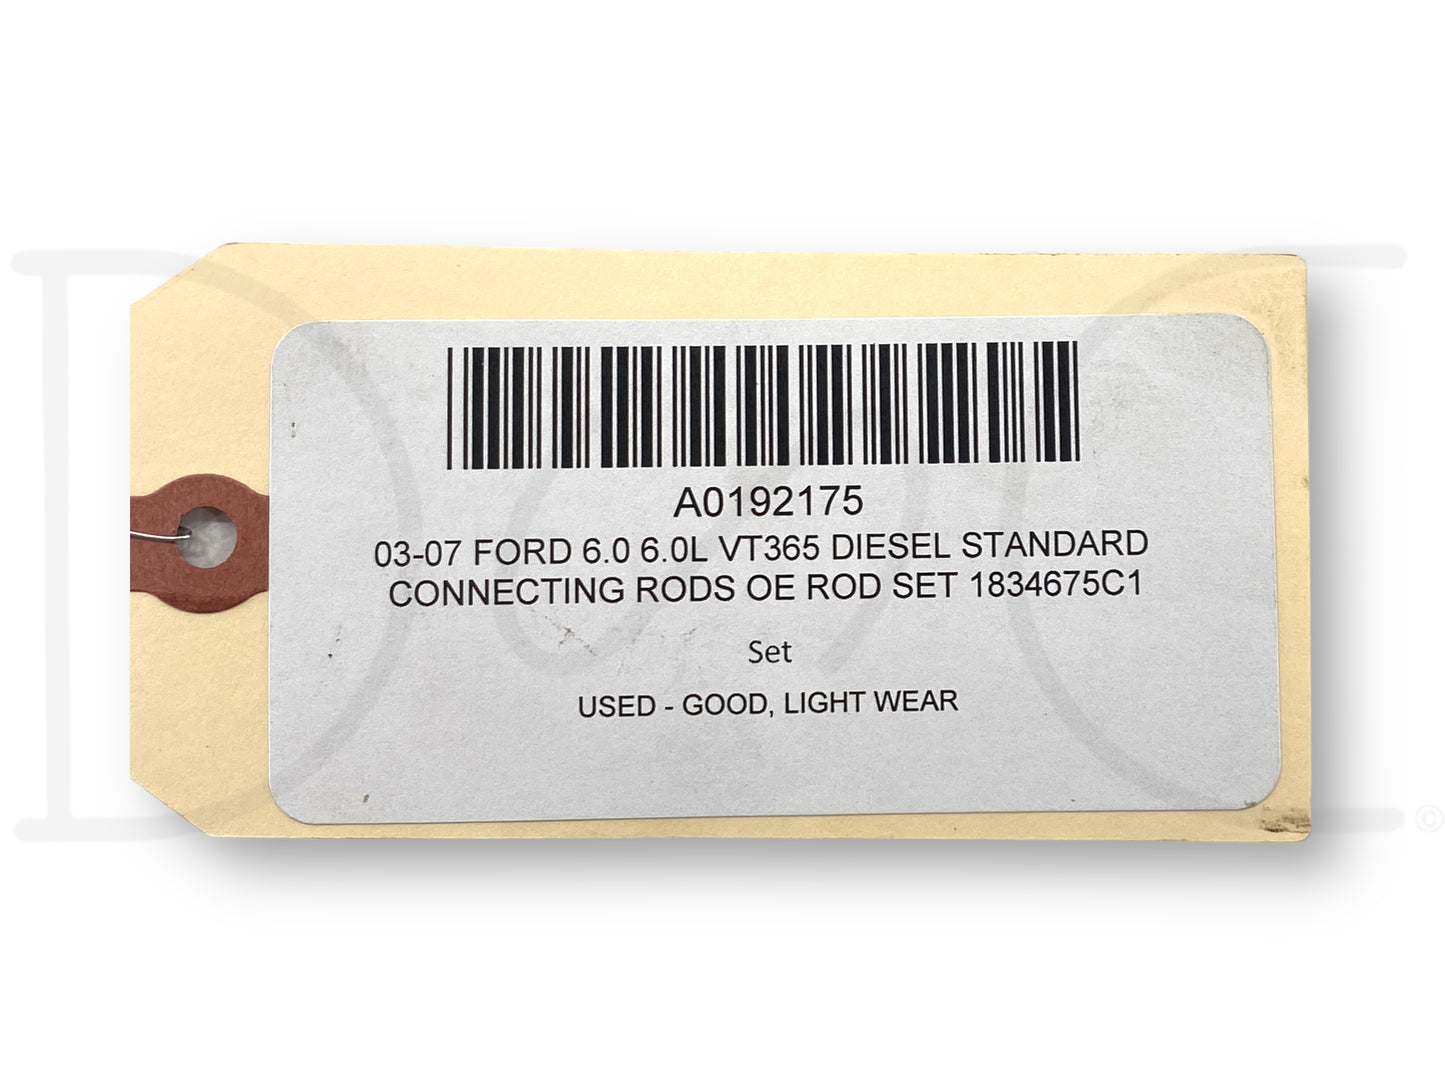 A0192175
03-07 FORD 6.0 6.0L VT365 DIESEL STANDARD
CONNECTING RODS OE ROD SET 1834675C1
Set
USED - GOOD, LIGHT WEAR
©